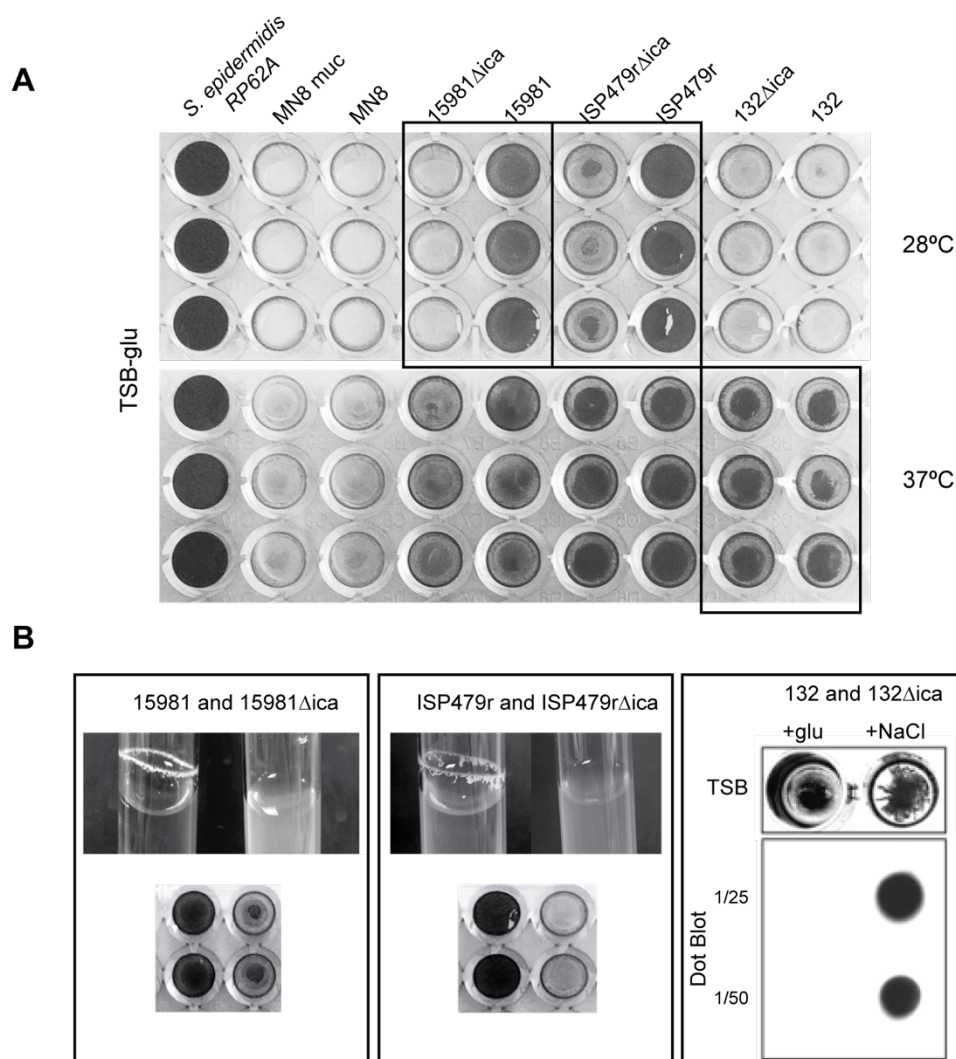 A
S. epidermidis
RP62A
MN8 muc
MN8
15981Δica
15981
ISP479rΔica
ISP479r
132Δica
132
TSB-glu
28ºC
37ºC
B
15981 and 15981Δica
ISP479r and ISP479rΔica
132 and 132Δica
+glu +NaCl
TSB
Dot Blot
1/25
1/50